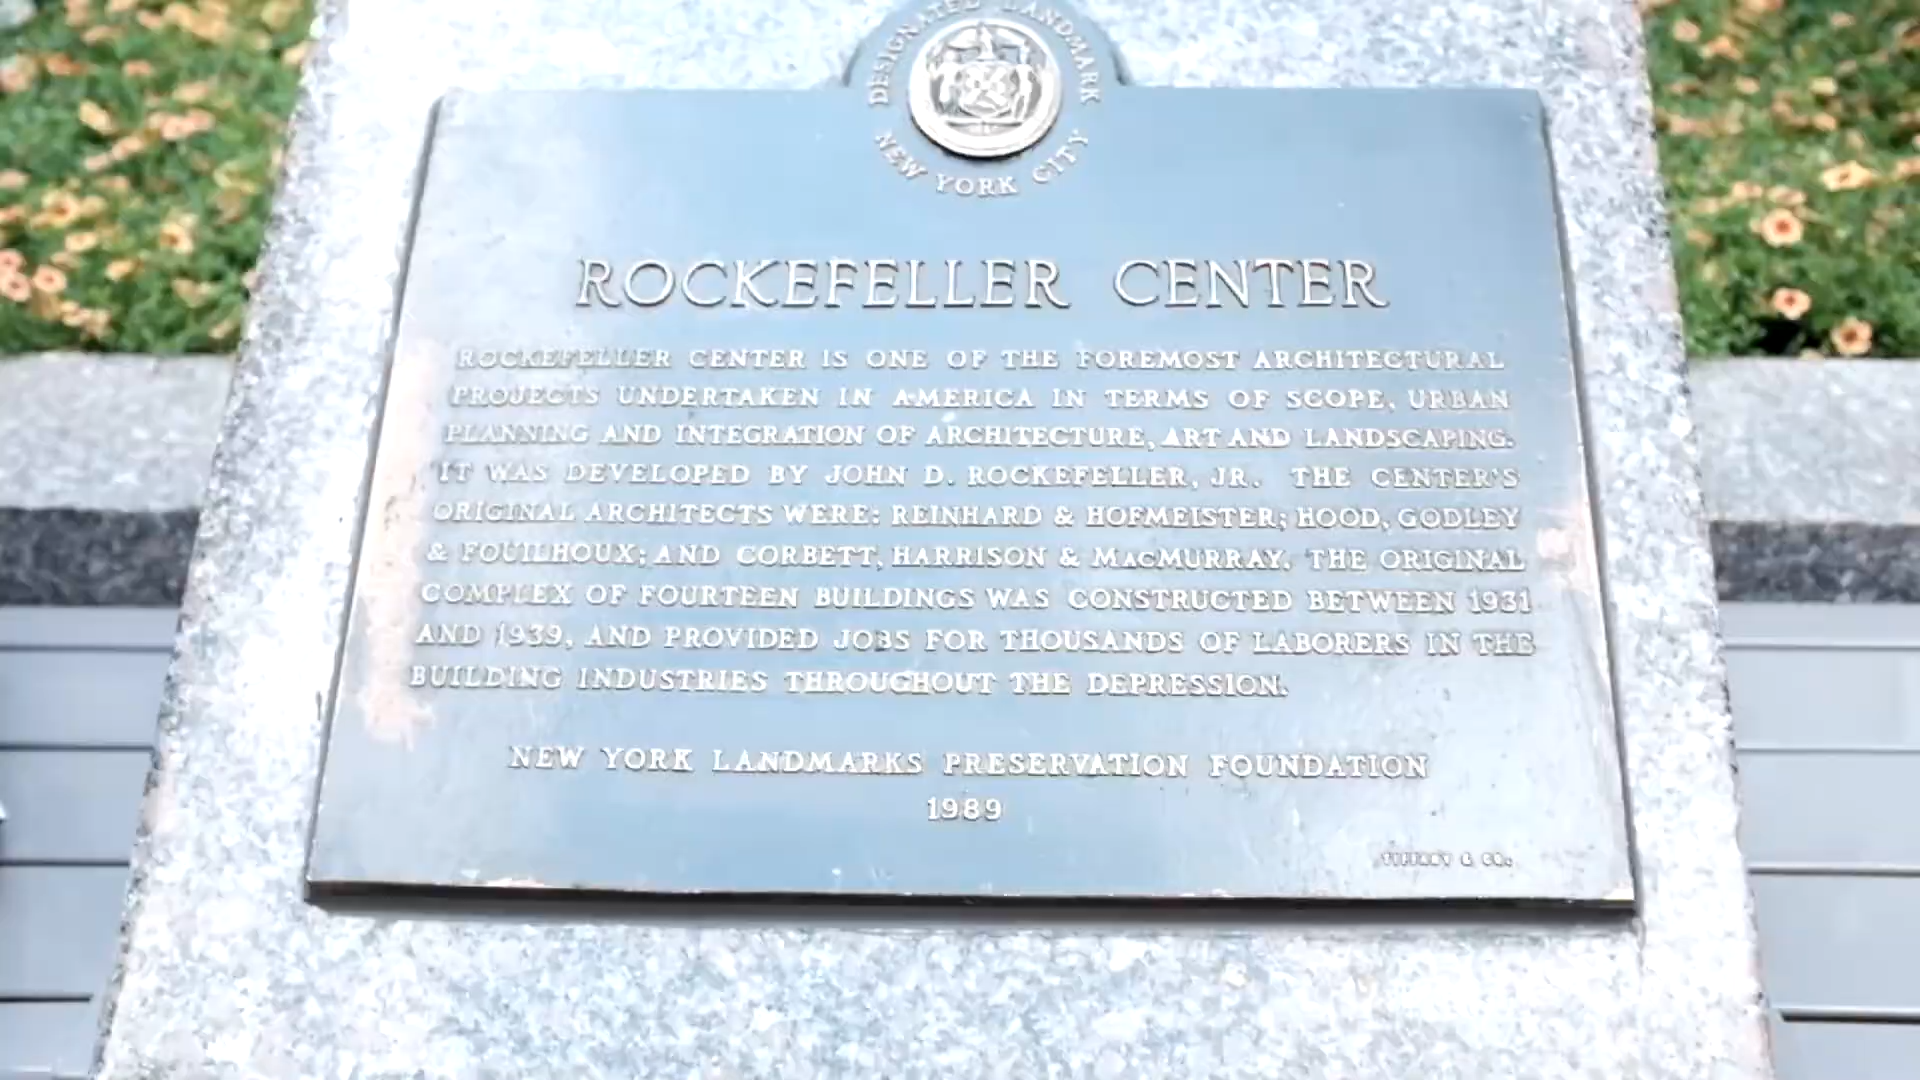 DESIGNATED LANDMARK
NEW YORK CITY
ROCKEFELLER CENTER
ROCKEFELLER CENTER IS ONE OF THE FOREMOST ARCHITECTURAL
PROJECTS UNDERTAKEN IN AMERICA IN TERMS OF SCOPE, URBAN
PLANNING AND INTEGRATION OF ARCHITECTURE, ART AND LANDSCAPING.
IT WAS DEVELOPED BY JOHN D. ROCKEFELLER, JR. THE CENTER'S
ORIGINAL ARCHITECTS WERE: REINHARD & HOFMEISTER; HOOD, GODLEY
& FOUILHOUX; AND CORBETT, HARRISON & MACMURRAY. THE ORIGINAL
COMPLEX OF FOURTEEN BUILDINGS WAS CONSTRUCTED BETWEEN 1931
AND 1939, AND PROVIDED JOBS FOR THOUSANDS OF LABORERS IN THE
BUILDING INDUSTRIES THROUGHOUT THE DEPRESSION.
NEW YORK LANDMARKS PRESERVATION FOUNDATION
1989
TIFFANY & CO.